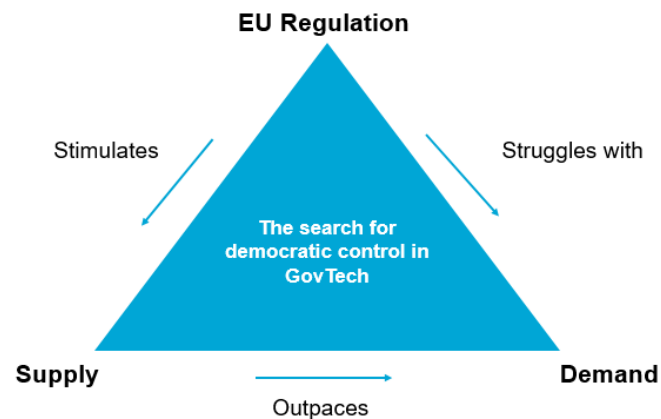 EU Regulation
Stimulates
Struggles with
The search for
democratic control in
GovTech
Supply
Demand
Outpaces